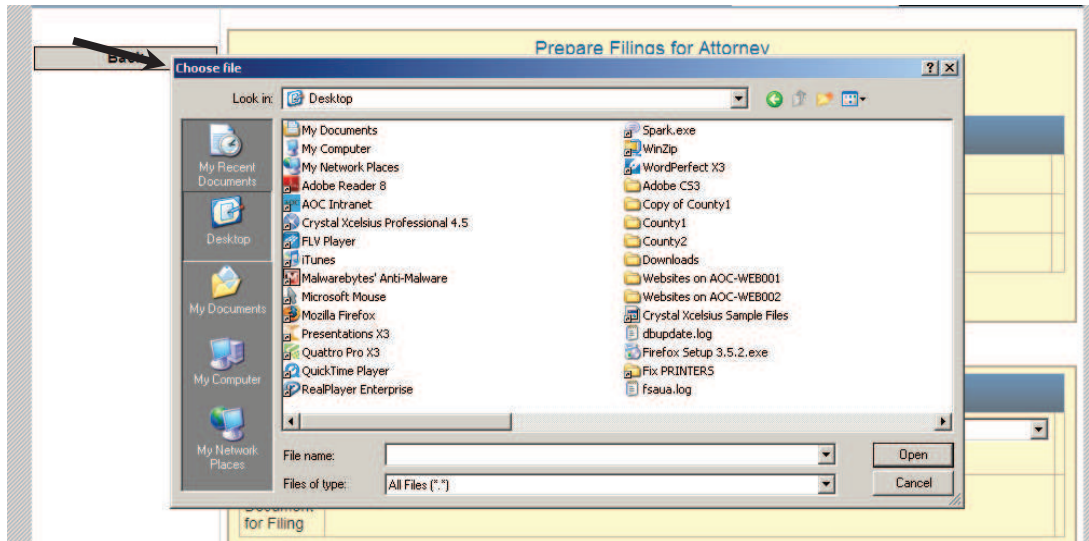 Prepare Filings for Attorney
Back
Choose file
Look in:
Desktop
My Recent
Documents
Desktop
My Documents
My Computer
My Network
Places
My Documents
My Computer
My Network Places
Adobe Reader 8
AOC Intranet
Crystal Xcelsius Professional 4.5
FLV Player
iTunes
Malwarebytes' Anti-Malware
Microsoft Mouse
Mozilla Firefox
Presentations X3
Quattro Pro X3
QuickTime Player
RealPlayer Enterprise
Spark.exe
WinZip
WordPerfect X3
Adobe CS3
Copy of County1
County1
County2
Downloads
Websites on AOC-WEB001
Websites on AOC-WEB002
Crystal Xcelsius Sample Files
dbupdate.log
Firefox Setup 3.5.2.exe
Fix PRINTERS
fsaua.log
File name:
Open
Files of type:
All Files (*.*)
Cancel
Document
for Filing